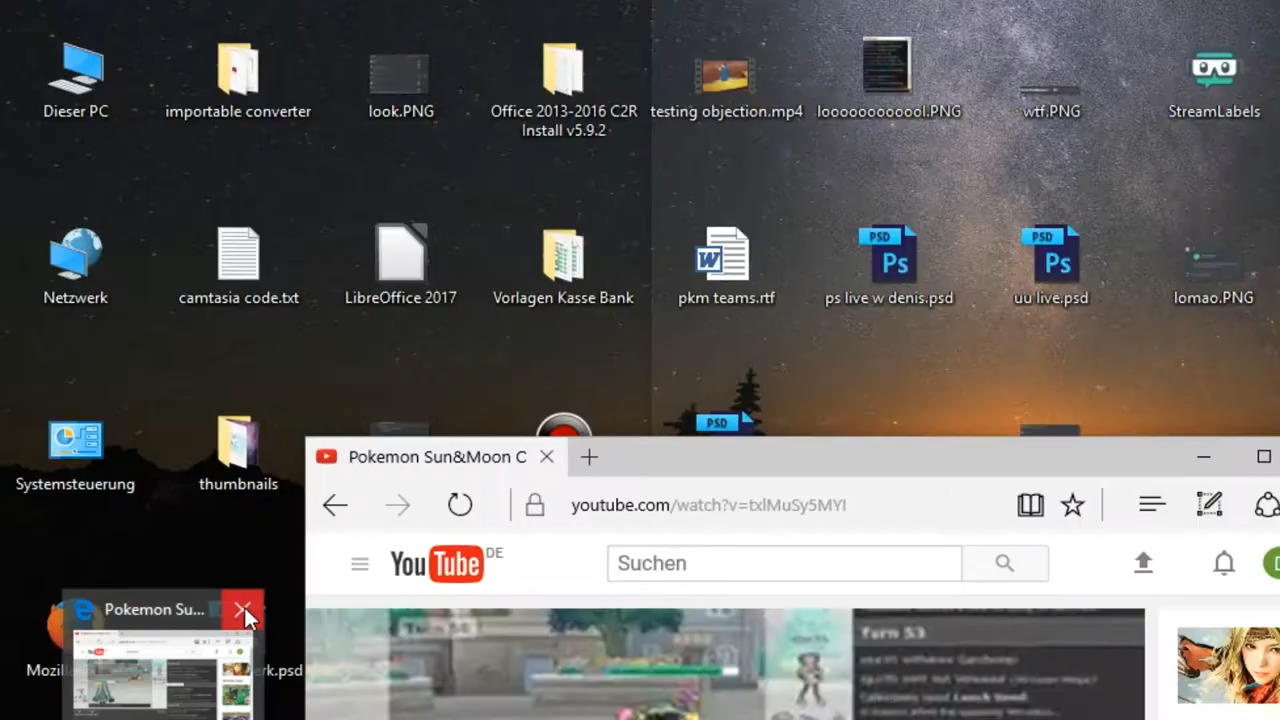 Dieser PC
importable converter
look.PNG
Office 2013-2016 C2R
Install v5.9.2
testing objection.mp4
looooooooool.PNG
wtf.PNG
StreamLabels
Netzwerk
camtasia code.txt
LibreOffice 2017
Vorlagen Kasse Bank
W
pkm teams.rtf
PSD
Ps
ps live w denis.psd
PSD
Ps
uu live.psd
lomao.PNG
Systemsteuerung
thumbnails
PSD
Pokemon Sun&Moon C
youtube.com/watch?v=txlMuSy5MYI
YouTube DE
Suchen
Pokemon Su...
Mozil
erk.psd
Turn 53